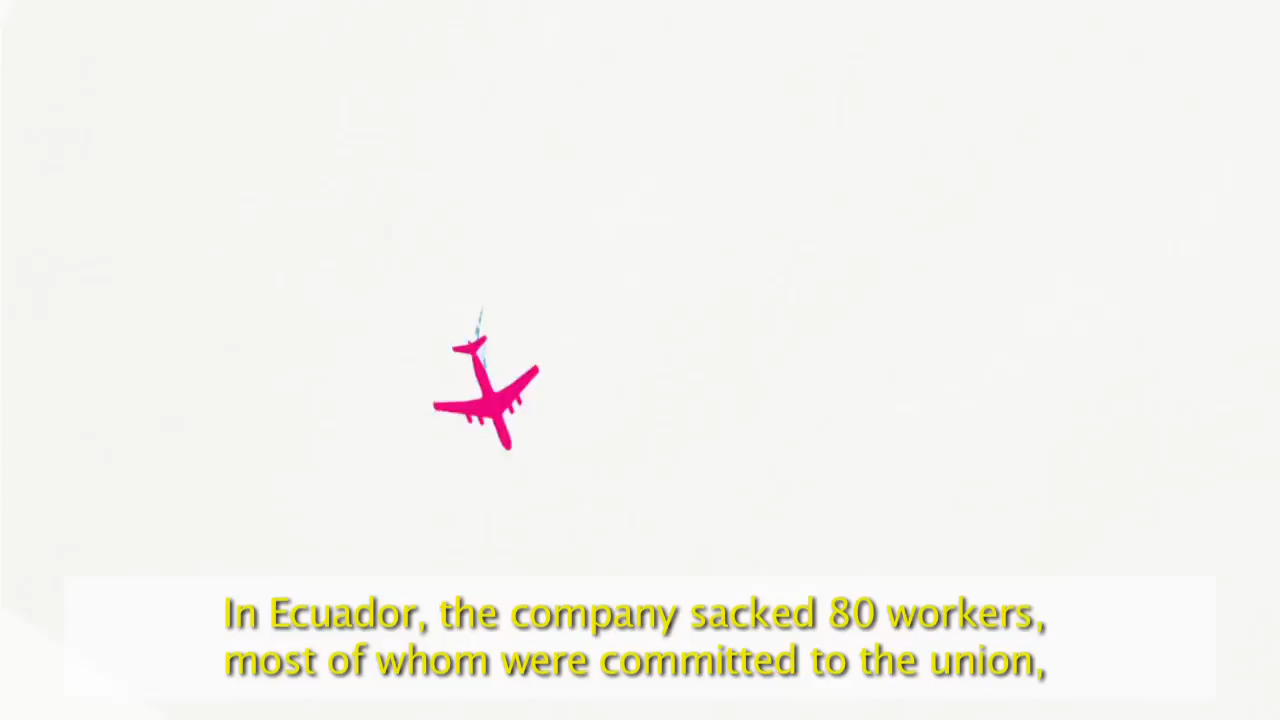 In Ecuador, the company sacked 80 workers,
most of whom were committed to the union,